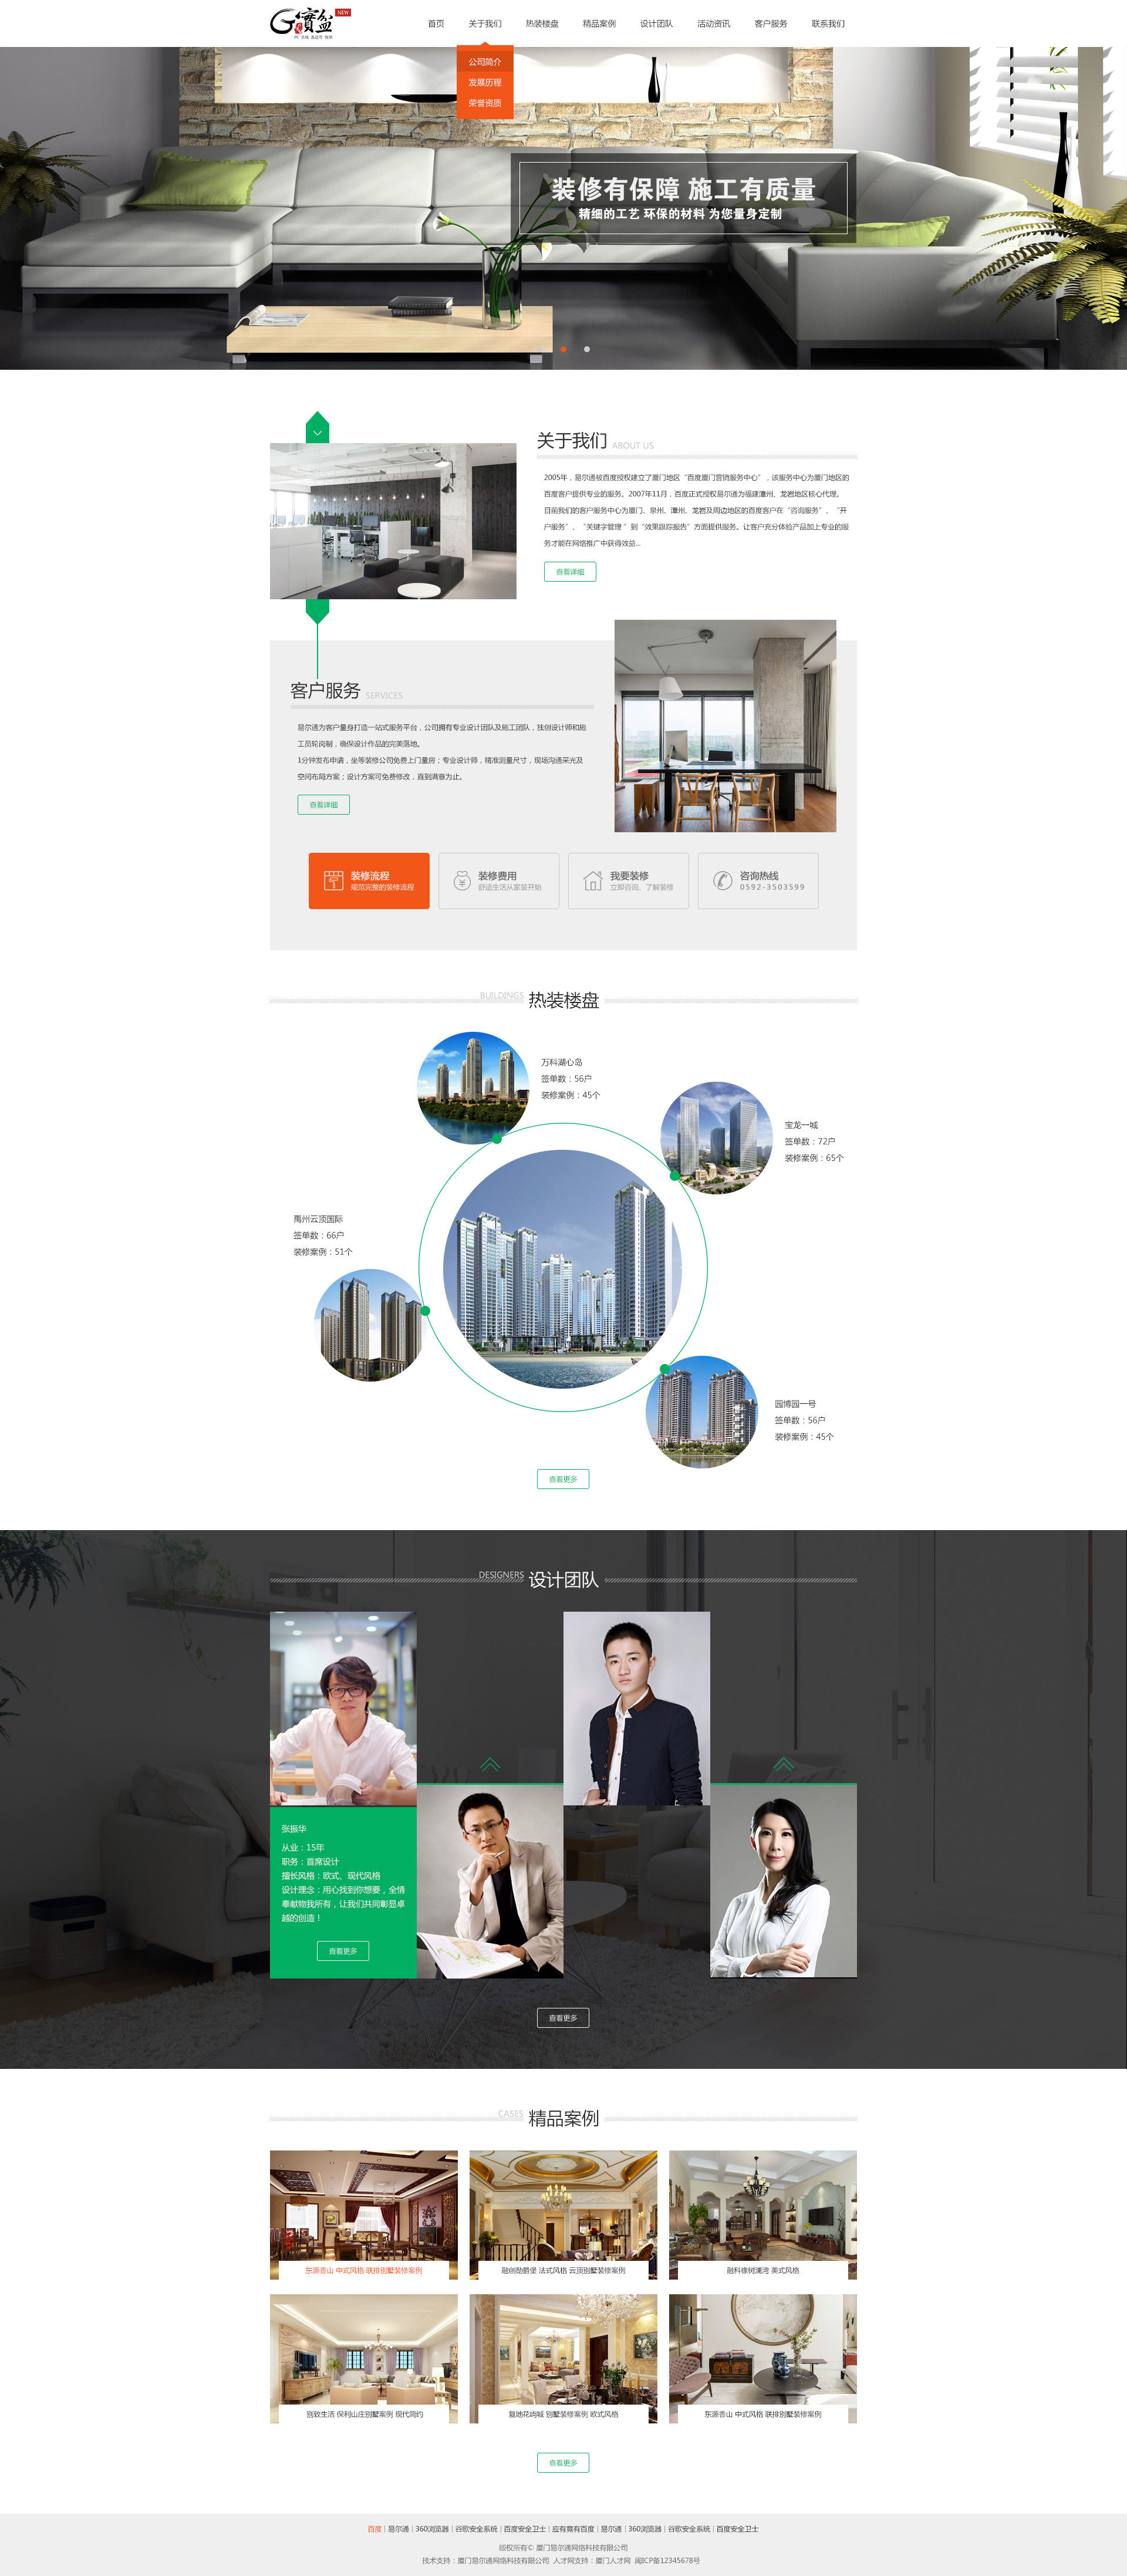 G實盆 NEW
首页 关于我们 热装楼盘 精品案例 设计团队 活动资讯 客户服务 联系我们
公司简介
发展历程
荣誉资质
装修有保障 施工有质量
精细的工艺 环保的材料 为您量身定制
关于我们 ABOUT US
2005年，易尔通被百度授权建立了厦门地区“百度厦门营销服务中心”，该服务中心为厦门地区的
百度客户提供专业的服务。2007年11月，百度正式授权易尔通为福建漳州、龙岩地区核心代理。
目前我们的客户服务中心为厦门、泉州、漳州、龙岩及周边地区的百度客户在“咨询服务”、“开
户服务”、“关键字管理 ”到“效果跟踪报告”方面提供服务。让客户充分体验产品加上专业的服
务才能在网络推广中获得效益...
查看详细
客户服务 SERVICES
易尔通为客户量身打造一站式服务平台，公司拥有专业设计团队及施工团队，独创设计师和施
工员轮岗制，确保设计作品的完美落地。
1分钟发布申请，坐等装修公司免费上门量房；专业设计师，精准测量尺寸，现场沟通采光及
空间布局方案；设计方案可免费修改，直到满意为止。
查看详细
装修流程
规范完整的装修流程
装修费用
舒适生活从家装开始
我要装修
立即咨询、了解装修
咨询热线
0592-3503599
BUILDINGS 热装楼盘
万科湖心岛
签单数：56户
装修案例：45个
宝龙一城
签单数：72户
装修案例：65个
禹州云顶国际
签单数：66户
装修案例：51个
园博园一号
签单数：56户
装修案例：45个
查看更多
DESIGNERS 设计团队
张振华
从业：15年
职务：首席设计
擅长风格：欧式、现代风格
设计理念：用心找到你想要，全情
奉献物我所有，让我们共同彰显卓
越的创造！
查看更多
查看更多
CASES 精品案例
东源香山 中式风格 联排别墅装修案例
融创勋爵堡 法式风格 云顶别墅装修案例
融科橡树澜湾 美式风格
别致生活 保利山庄别墅案例 现代简约
复地花屿城 别墅装修案例 欧式风格
东源香山 中式风格 联排别墅装修案例
查看更多
百度 | 易尔通 | 360浏览器 | 谷歌安全系统 | 百度安全卫士 | 应有竟有百度 | 易尔通 | 360浏览器 | 谷歌安全系统 | 百度安全卫士
版权所有© 厦门易尔通网络科技有限公司
技术支持：厦门易尔通网络科技有限公司 人才网支持：厦门人才网 闽ICP备12345678号